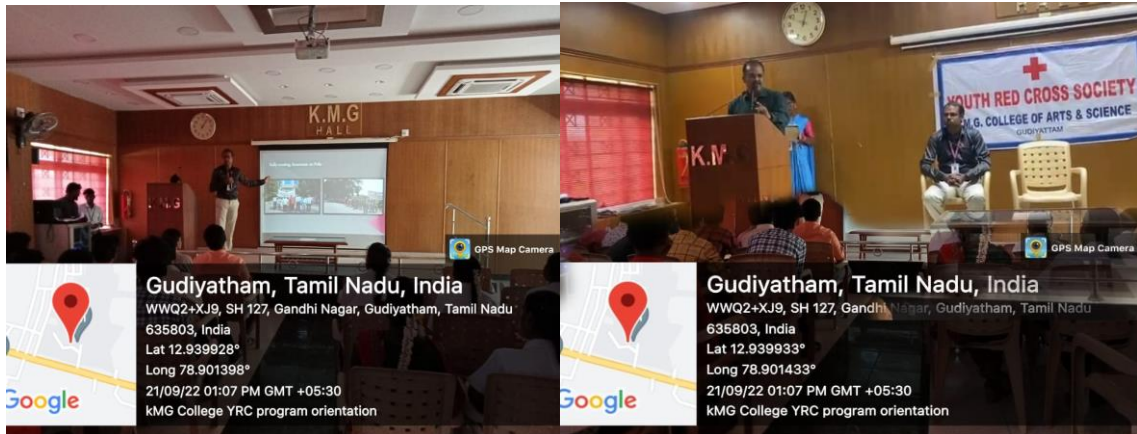 K.M.G
HALL
K.M.G
GPS Map Camera
Gudiyatham, Tamil Nadu, India
WWQ2+XJ9, SH 127, Gandhi Nagar, Gudiyatham, Tamil Nadu
635803, India
Lat 12.939928°
Long 78.901398°
21/09/22 01:07 PM GMT +05:30
kMG College YRC program orientation
Google
YOUTH RED CROSS SOCIETY
K.M.G. COLLEGE OF ARTS & SCIENCE
GUDIYATTAM
K.M
GPS Map Camera
Gudiyatham, Tamil Nadu, India
WWQ2+XJ9, SH 127, Gandhi Nagar, Gudiyatham, Tamil Nadu
635803, India
Lat 12.939933°
Long 78.901433°
21/09/22 01:07 PM GMT +05:30
kMG College YRC program orientation
Google